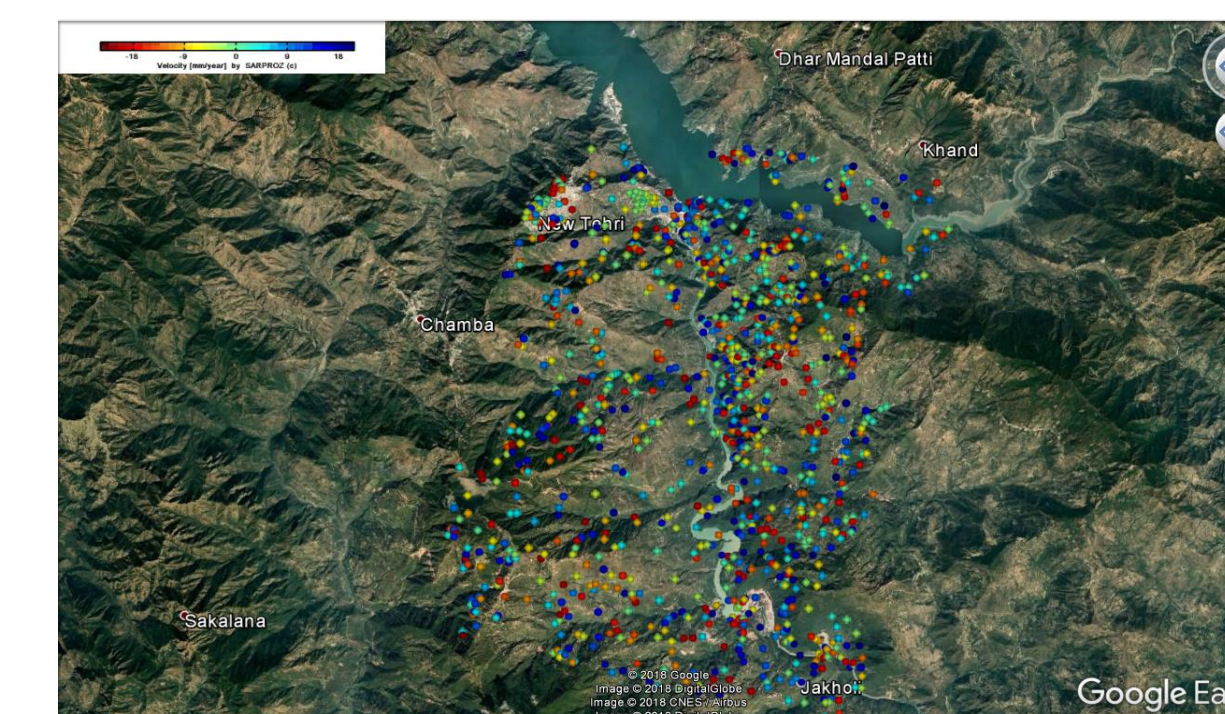 -18 -9 0 9 18
Velocity [mm/year] by SARPROZ (c)
Dhar Mandal Patti
Khand
New Tehri
Chamba
Sakalana
© 2018 Google
Image © 2018 DigitalGlobe
Image © 2018 CNES / Airbus
Jakholi
Google Ea